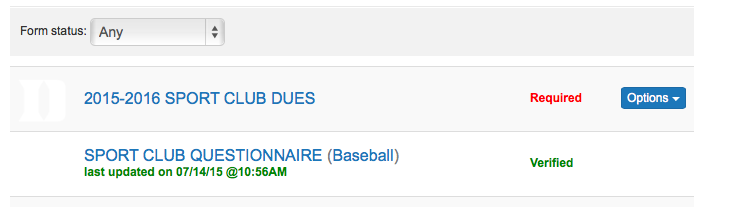 Form status: Any
2015-2016 SPORT CLUB DUES Required Options
SPORT CLUB QUESTIONNAIRE (Baseball)
last updated on 07/14/15 @10:56AM Verified